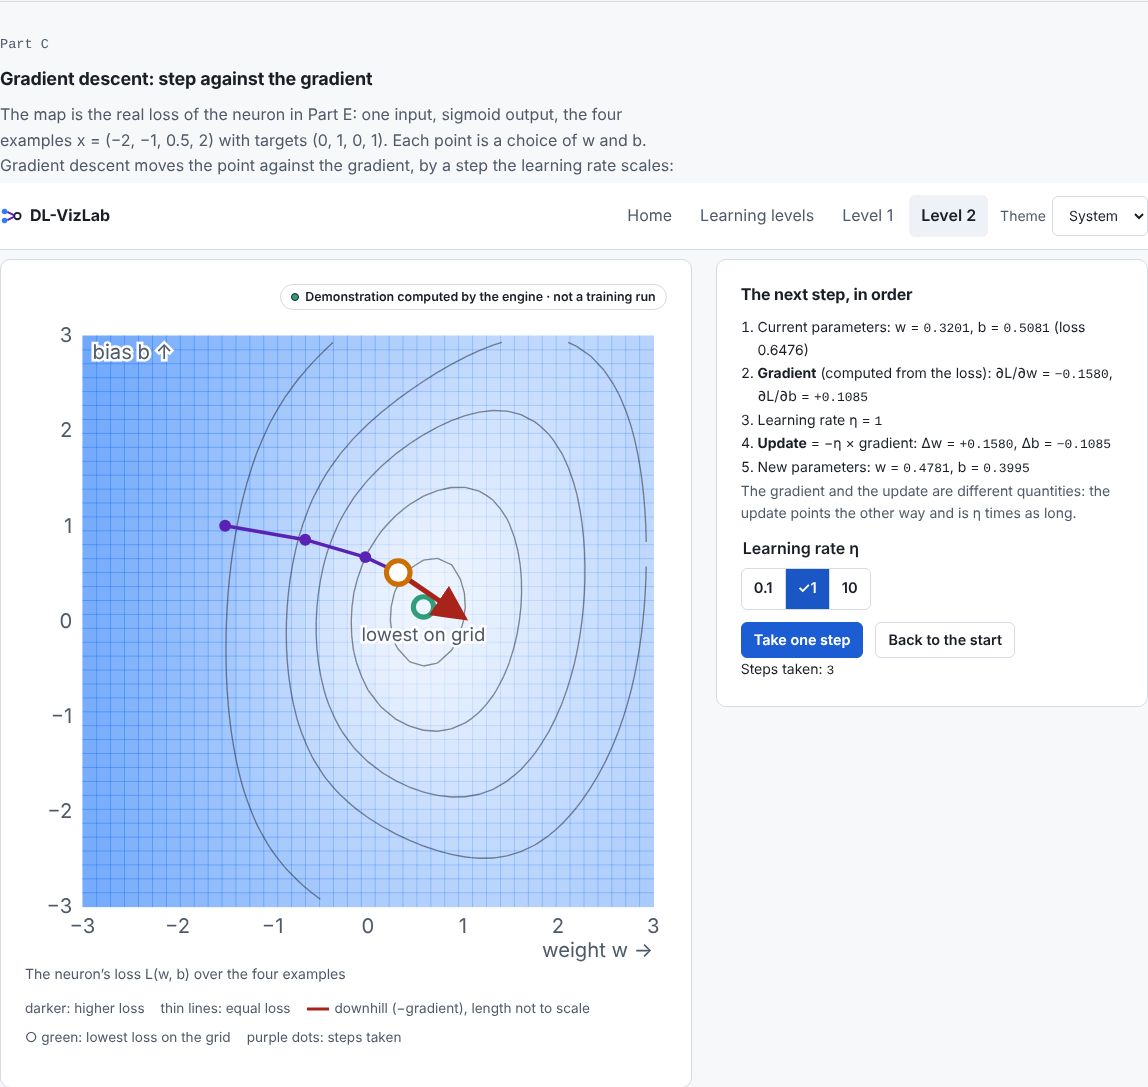 Part C
Gradient descent: step against the gradient
The map is the real loss of the neuron in Part E: one input, sigmoid output, the four
examples x = (−2, −1, 0.5, 2) with targets (0, 1, 0, 1). Each point is a choice of w and b.
Gradient descent moves the point against the gradient, by a step the learning rate scales:
DL-VizLab
Home
Learning levels
Level 1
Level 2
Theme
System
Demonstration computed by the engine · not a training run
bias b ↑
3
2
1
0
−1
−2
−3
lowest on grid
−3
−2
−1
0
1
2
3
weight w →
The neuron’s loss L(w, b) over the four examples
darker: higher loss
thin lines: equal loss
downhill (−gradient), length not to scale
green: lowest loss on the grid
purple dots: steps taken
The next step, in order
1. Current parameters: w = 0.3201, b = 0.5081 (loss
0.6476)
2. Gradient (computed from the loss): ∂L/∂w = −0.1580,
∂L/∂b = +0.1085
3. Learning rate η = 1
4. Update = −η × gradient: Δw = +0.1580, Δb = −0.1085
5. New parameters: w = 0.4781, b = 0.3995
The gradient and the update are different quantities: the
update points the other way and is η times as long.
Learning rate η
0.1
✓1
10
Take one step
Back to the start
Steps taken: 3